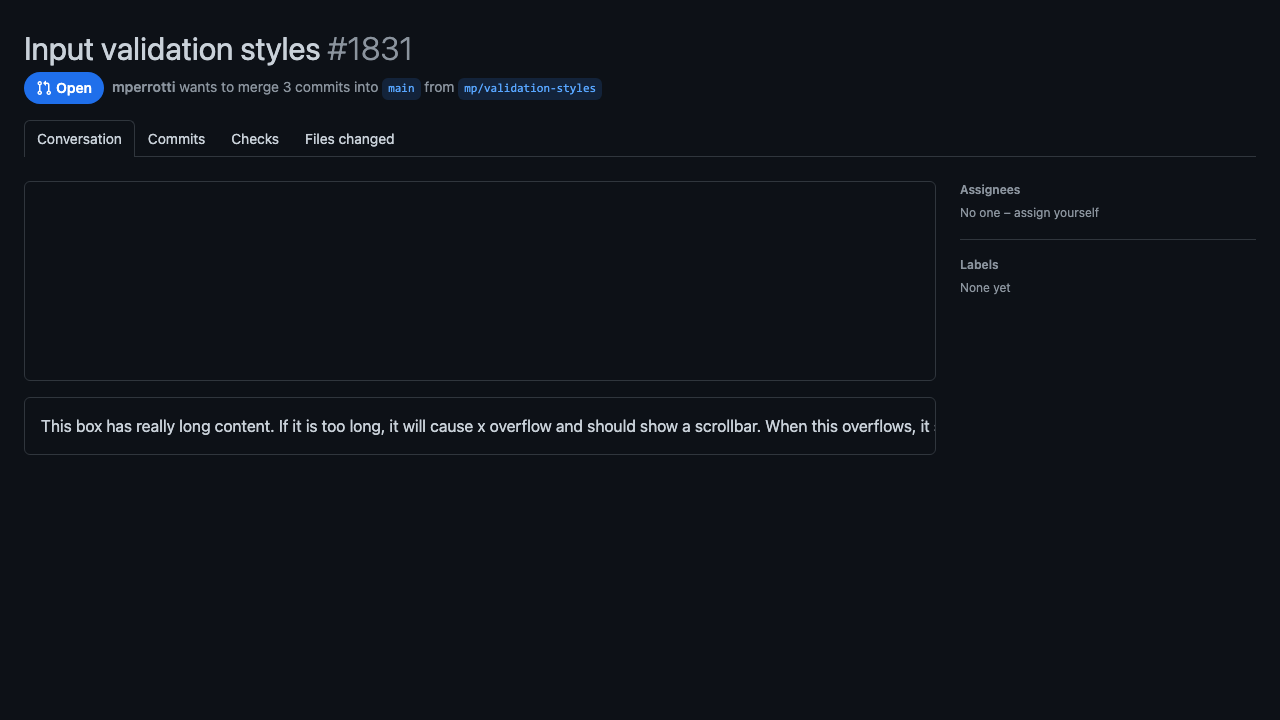 Input validation styles #1831
Open mperrotti wants to merge 3 commits into main from mp/validation-styles
Conversation Commits Checks Files changed
Assignees
No one – assign yourself
Labels
None yet
This box has really long content. If it is too long, it will cause x overflow and should show a scrollbar. When this overflows, it